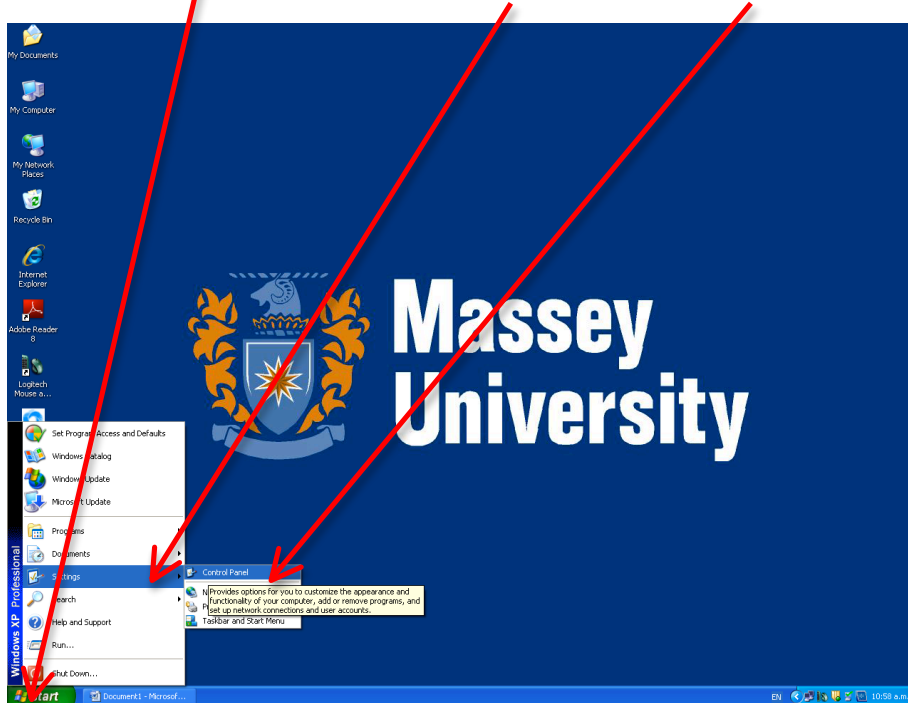 My Documents
My Computer
My Network
Places
Recycle Bin
Internet
Explorer
Adobe Reader
8
Logitech
Mouse a...
Massey
University
Windows XP Professional
Set Program Access and Defaults
Windows Catalog
Windows Update
Microsoft Update
Programs
Documents
Settings
Search
Help and Support
Run...
Shut Down...
Control Panel
Provides options for you to customize the appearance and
functionality of your computer, add or remove programs, and
set up network connections and user accounts.
Taskbar and Start Menu
start
Document1 - Microsof...
EN
10:58 a.m.